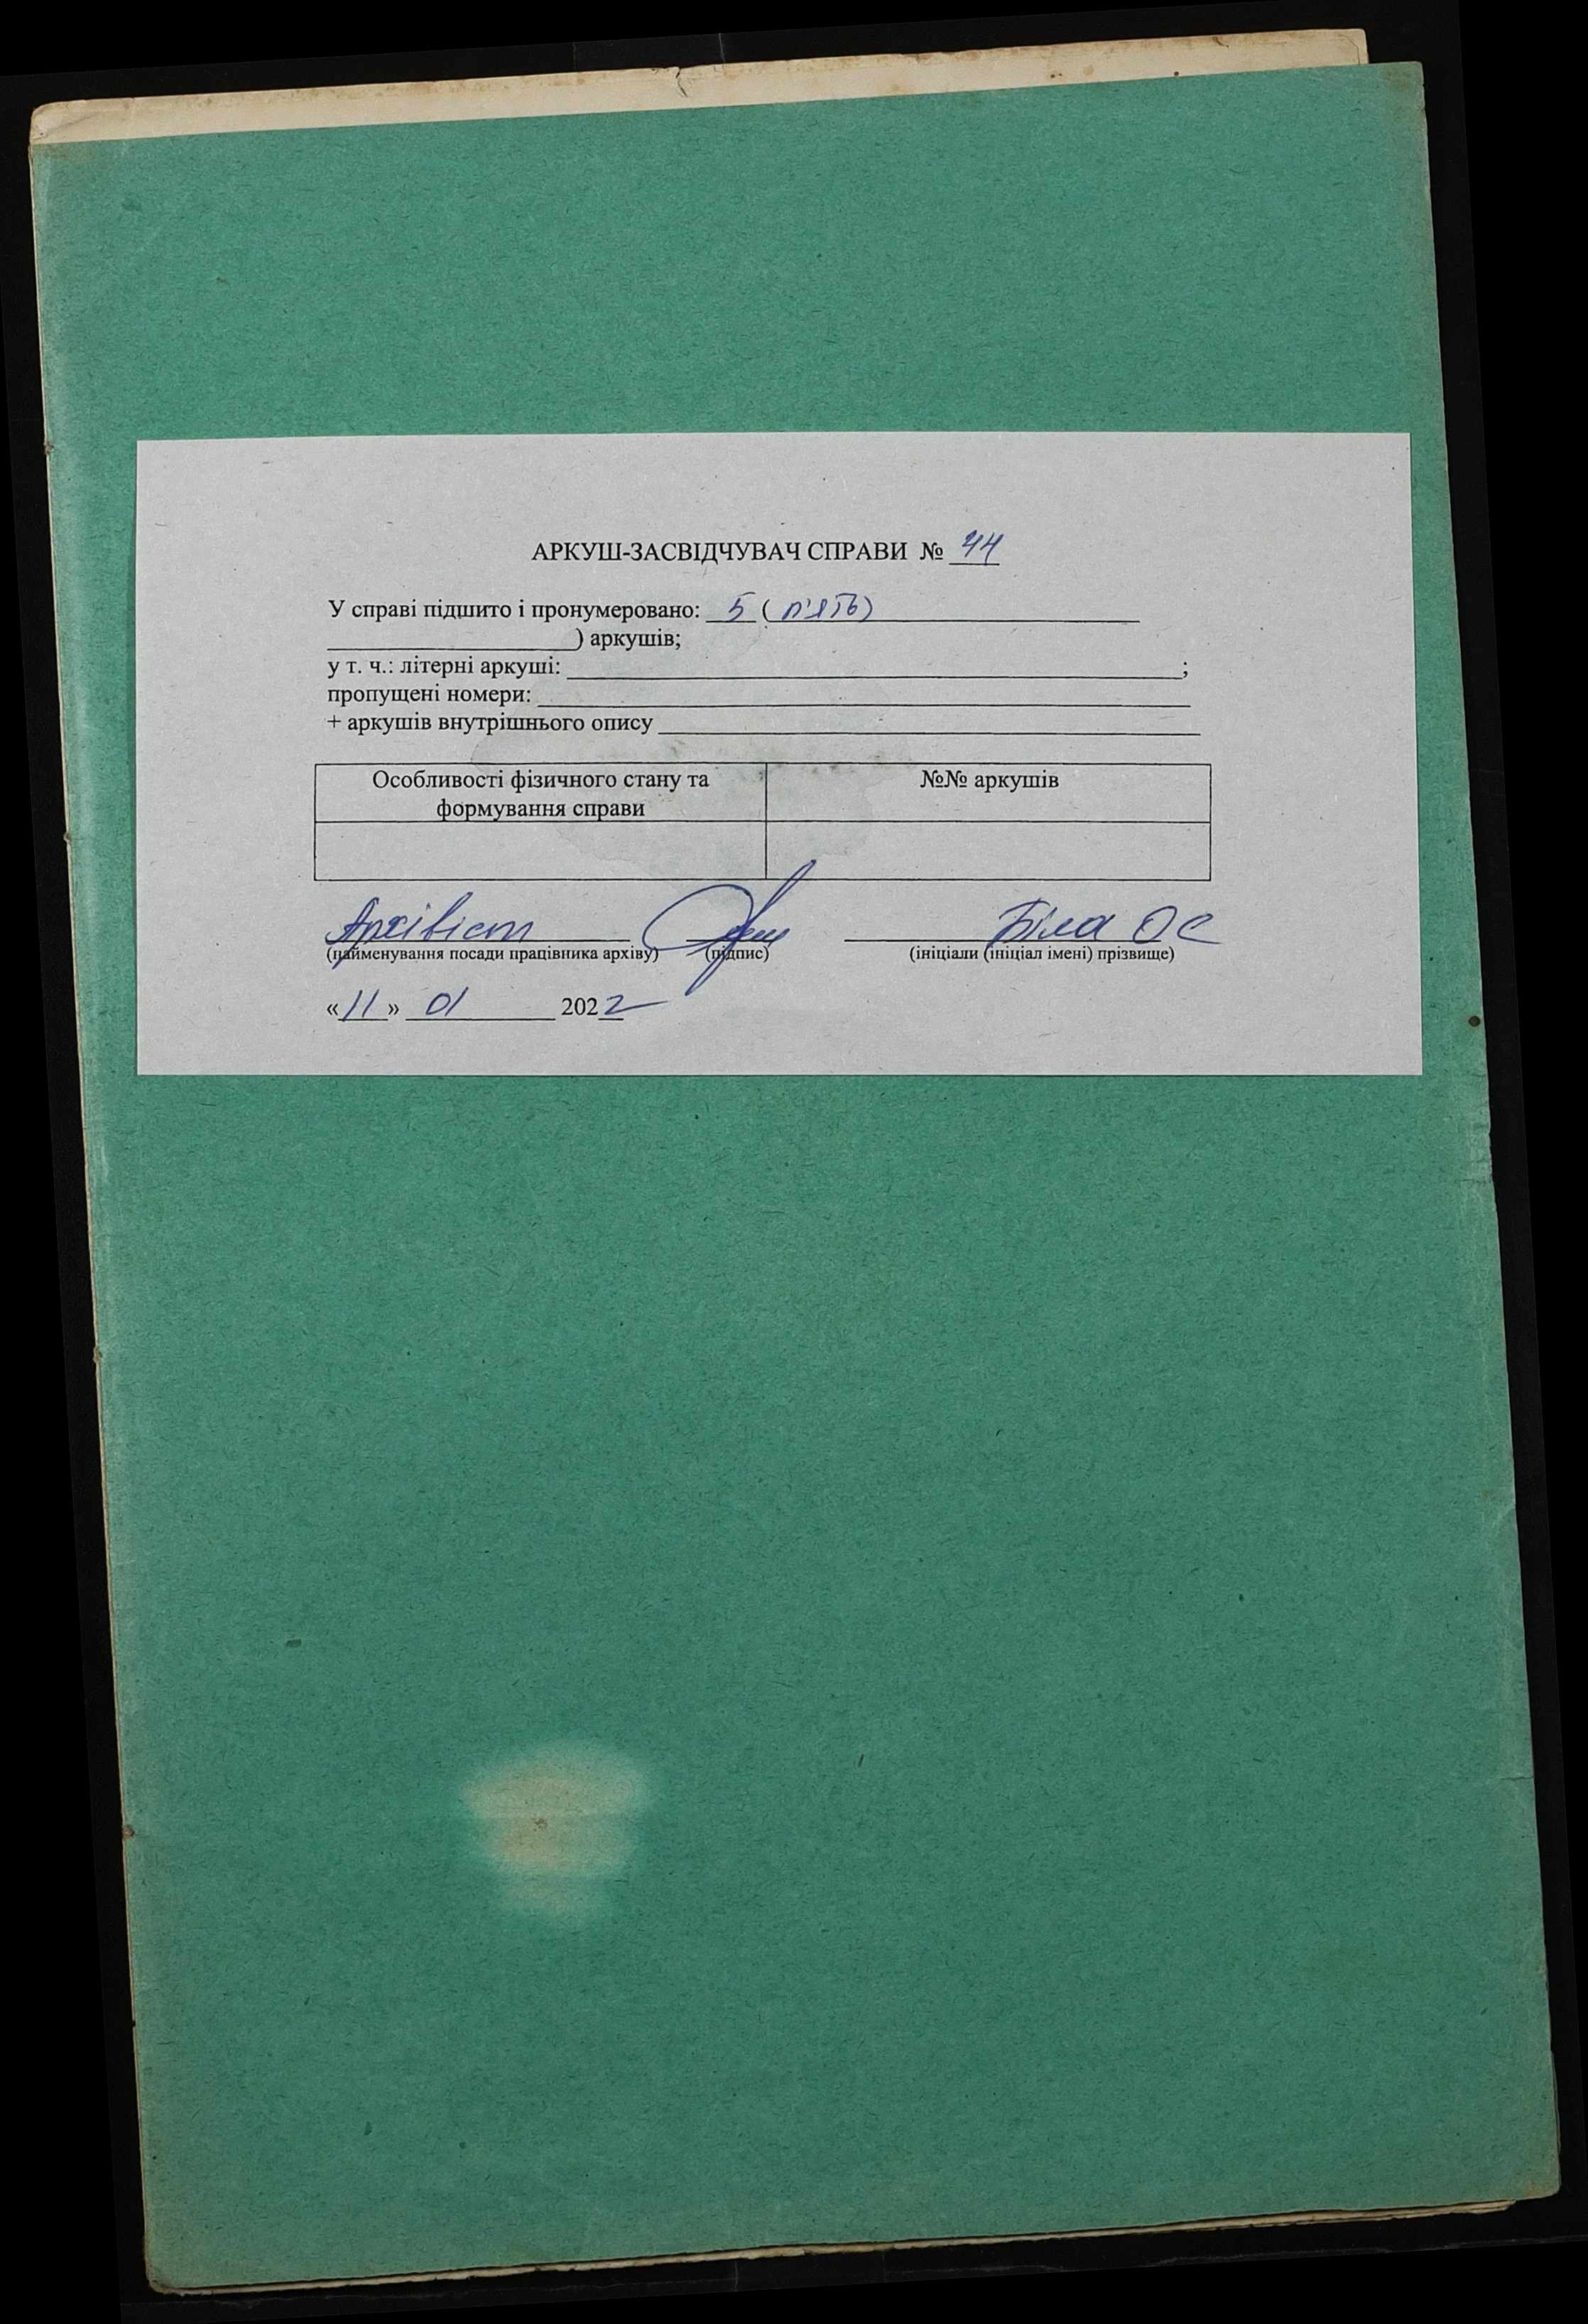 АРКУШ-ЗАСВІДЧУВАЧ СПРАВИ № 44
У справі підшито і пронумеровано: 5 ( п'ять)
) аркушів;
у т. ч.: літерні аркуші: ;
пропущені номери:
+ аркушів внутрішнього опису
Особливості фізичного стану та формування справи
№№ аркушів
Архівіст Біла ОС
(найменування посади працівника архіву) (підпис) (ініціали (ініціал імені) прізвище)
«11» 01 2022